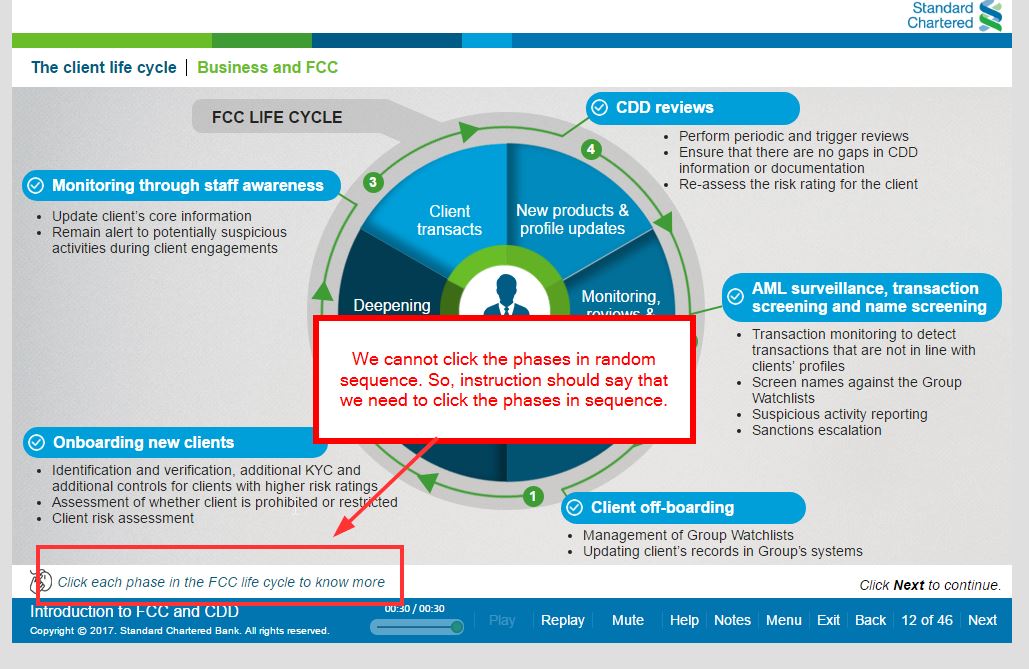 Standard
Chartered
The client life cycle | Business and FCC
FCC LIFE CYCLE
CDD reviews
• Perform periodic and trigger reviews
• Ensure that there are no gaps in CDD
information or documentation
• Re-assess the risk rating for the client
4
3
Monitoring through staff awareness
• Update client's core information
• Remain alert to potentially suspicious
activities during client engagements
Client
transacts
New products &
profile updates
Deepening
Monitoring,
reviews &
AML surveillance, transaction
screening and name screening
• Transaction monitoring to detect
transactions that are not in line with
clients' profiles
• Screen names against the Group
Watchlists
• Suspicious activity reporting
• Sanctions escalation
We cannot click the phases in random
sequence. So, instruction should say that
we need to click the phases in sequence.
Onboarding new clients
• Identification and verification, additional KYC and
additional controls for clients with higher risk ratings
• Assessment of whether client is prohibited or restricted
• Client risk assessment
1
Client off-boarding
• Management of Group Watchlists
• Updating client's records in Group's systems
Click each phase in the FCC life cycle to know more
Click Next to continue.
Introduction to FCC and CDD
Copyright © 2017. Standard Chartered Bank. All rights reserved.
00:30 / 00:30
Play
Replay
Mute
Help
Notes
Menu
Exit
Back
12 of 46
Next